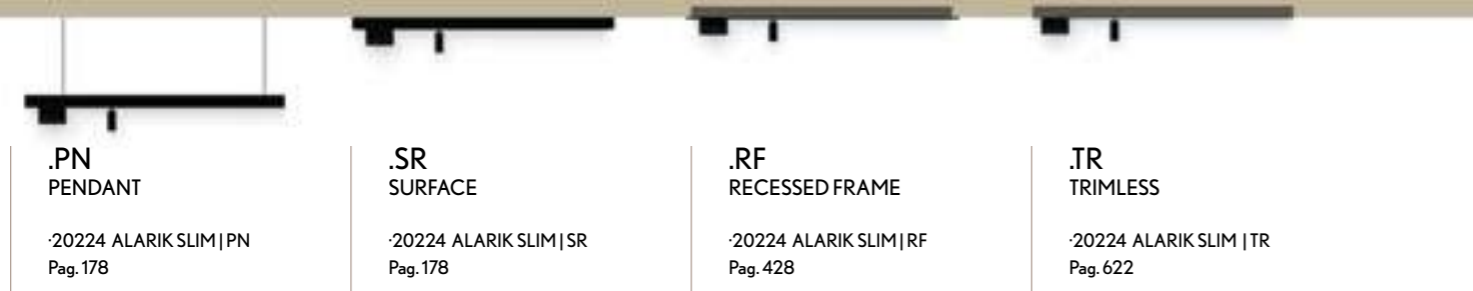 .PN
PENDANT
·20224 ALARIK SLIM | PN
Pag. 178
.SR
SURFACE
·20224 ALARIK SLIM | SR
Pag. 178
.RF
RECESSED FRAME
·20224 ALARIK SLIM | RF
Pag. 428
.TR
TRIMLESS
·20224 ALARIK SLIM | TR
Pag. 622